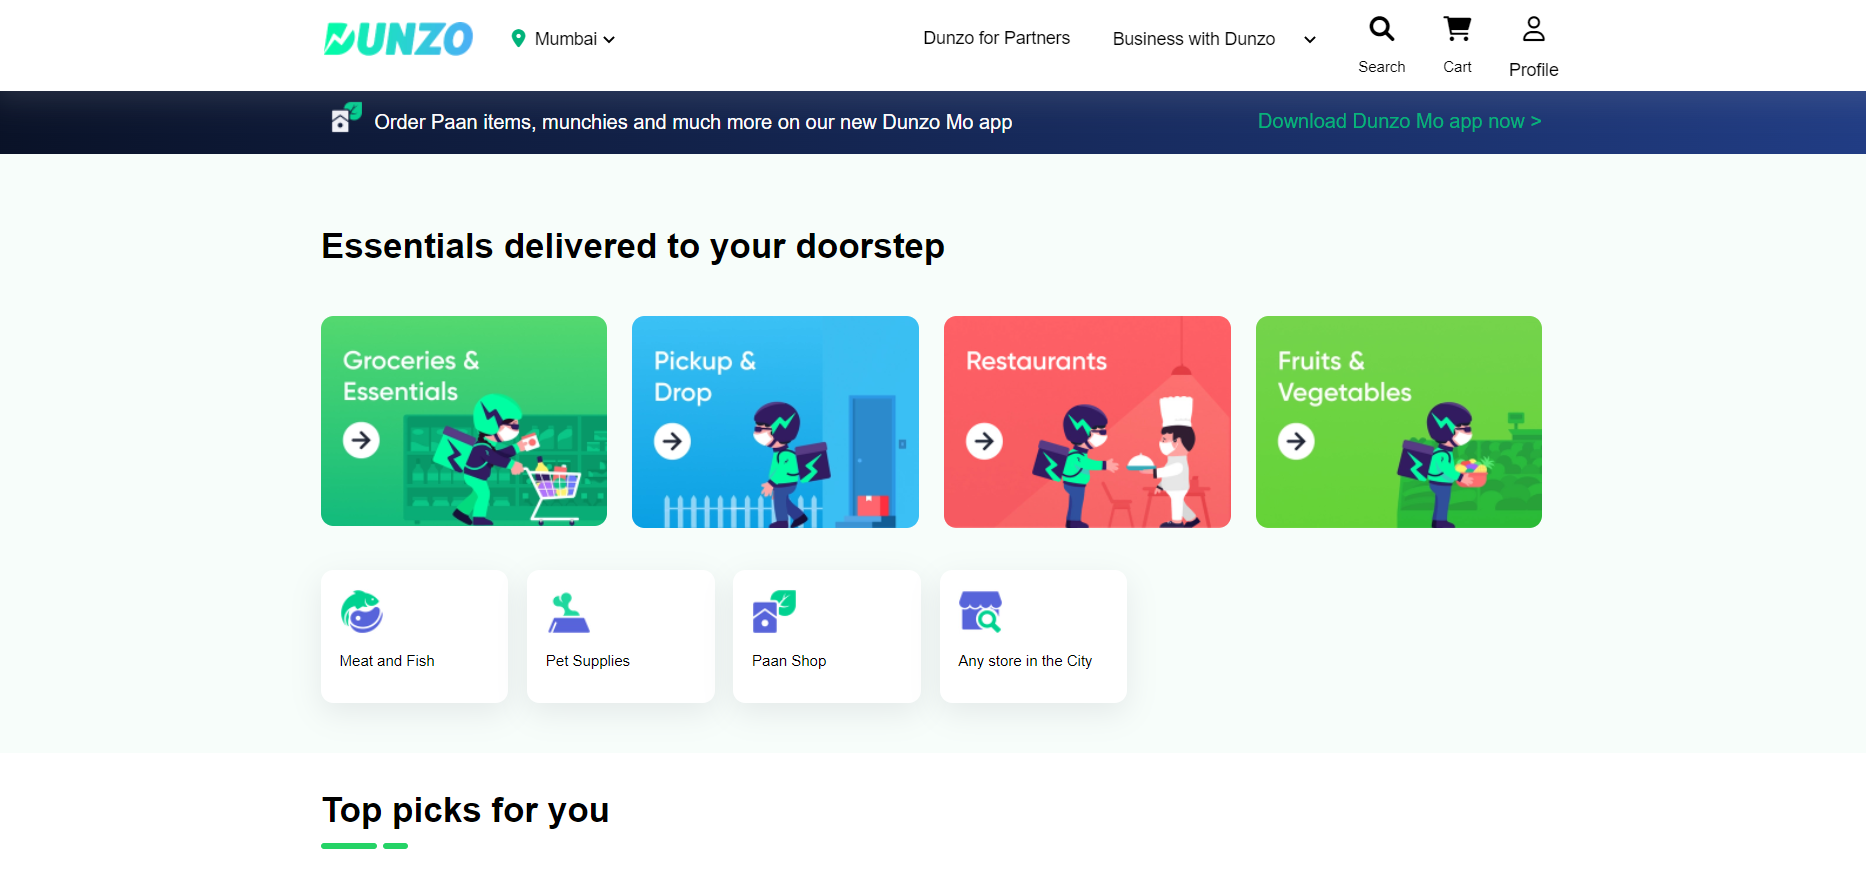 DUNZO
Mumbai
Dunzo for Partners
Business with Dunzo
Search
Cart
Profile
Order Paan items, munchies and much more on our new Dunzo Mo app
Download Dunzo Mo app now >
Essentials delivered to your doorstep
Groceries &
Essentials
Pickup &
Drop
Restaurants
Fruits &
Vegetables
Meat and Fish
Pet Supplies
Paan Shop
Any store in the City
Top picks for you